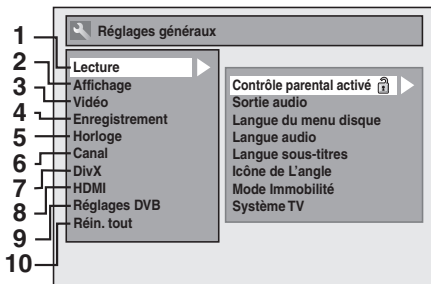 Réglages généraux
1 Lecture
2 Affichage
3 Vidéo
4 Enregistrement
5 Horloge
6 Canal
7 DivX
8 HDMI
9 Réglages DVB
10 Réin. tout
Contrôle parental activé
Sortie audio
Langue du menu disque
Langue audio
Langue sous-titres
Icône de L'angle
Mode Immobilité
Système TV